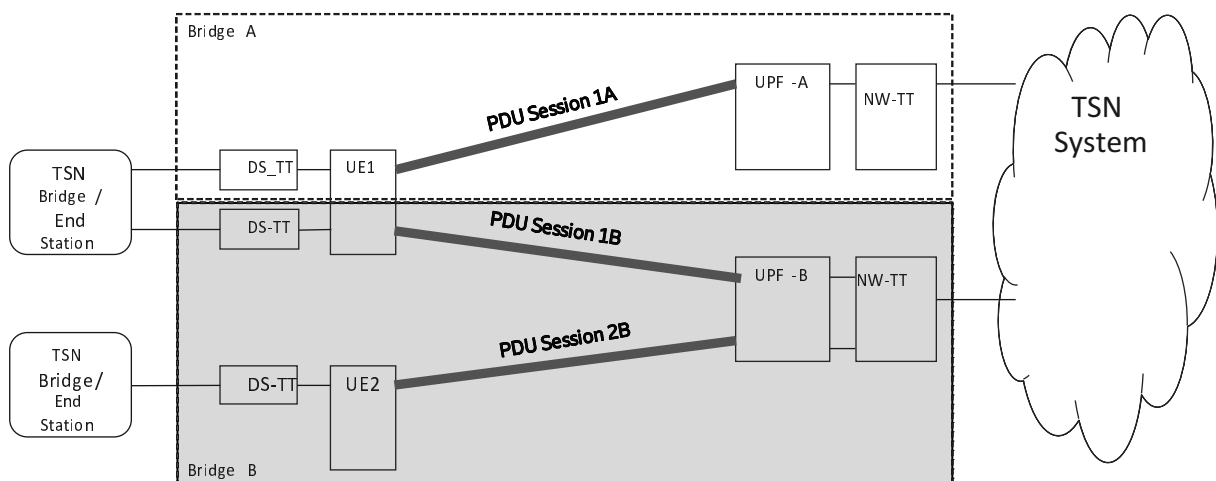 Bridge A
PDU Session 1A
UPF -A
NW-TT
TSN
System
TSN
Bridge /
End
Station
DS_TT
UE1
DS-TT
PDU Session 1B
UPF -B
NW-TT
PDU Session 2B
TSN
Bridge/
End
Station
DS-TT
UE2
Bridge B